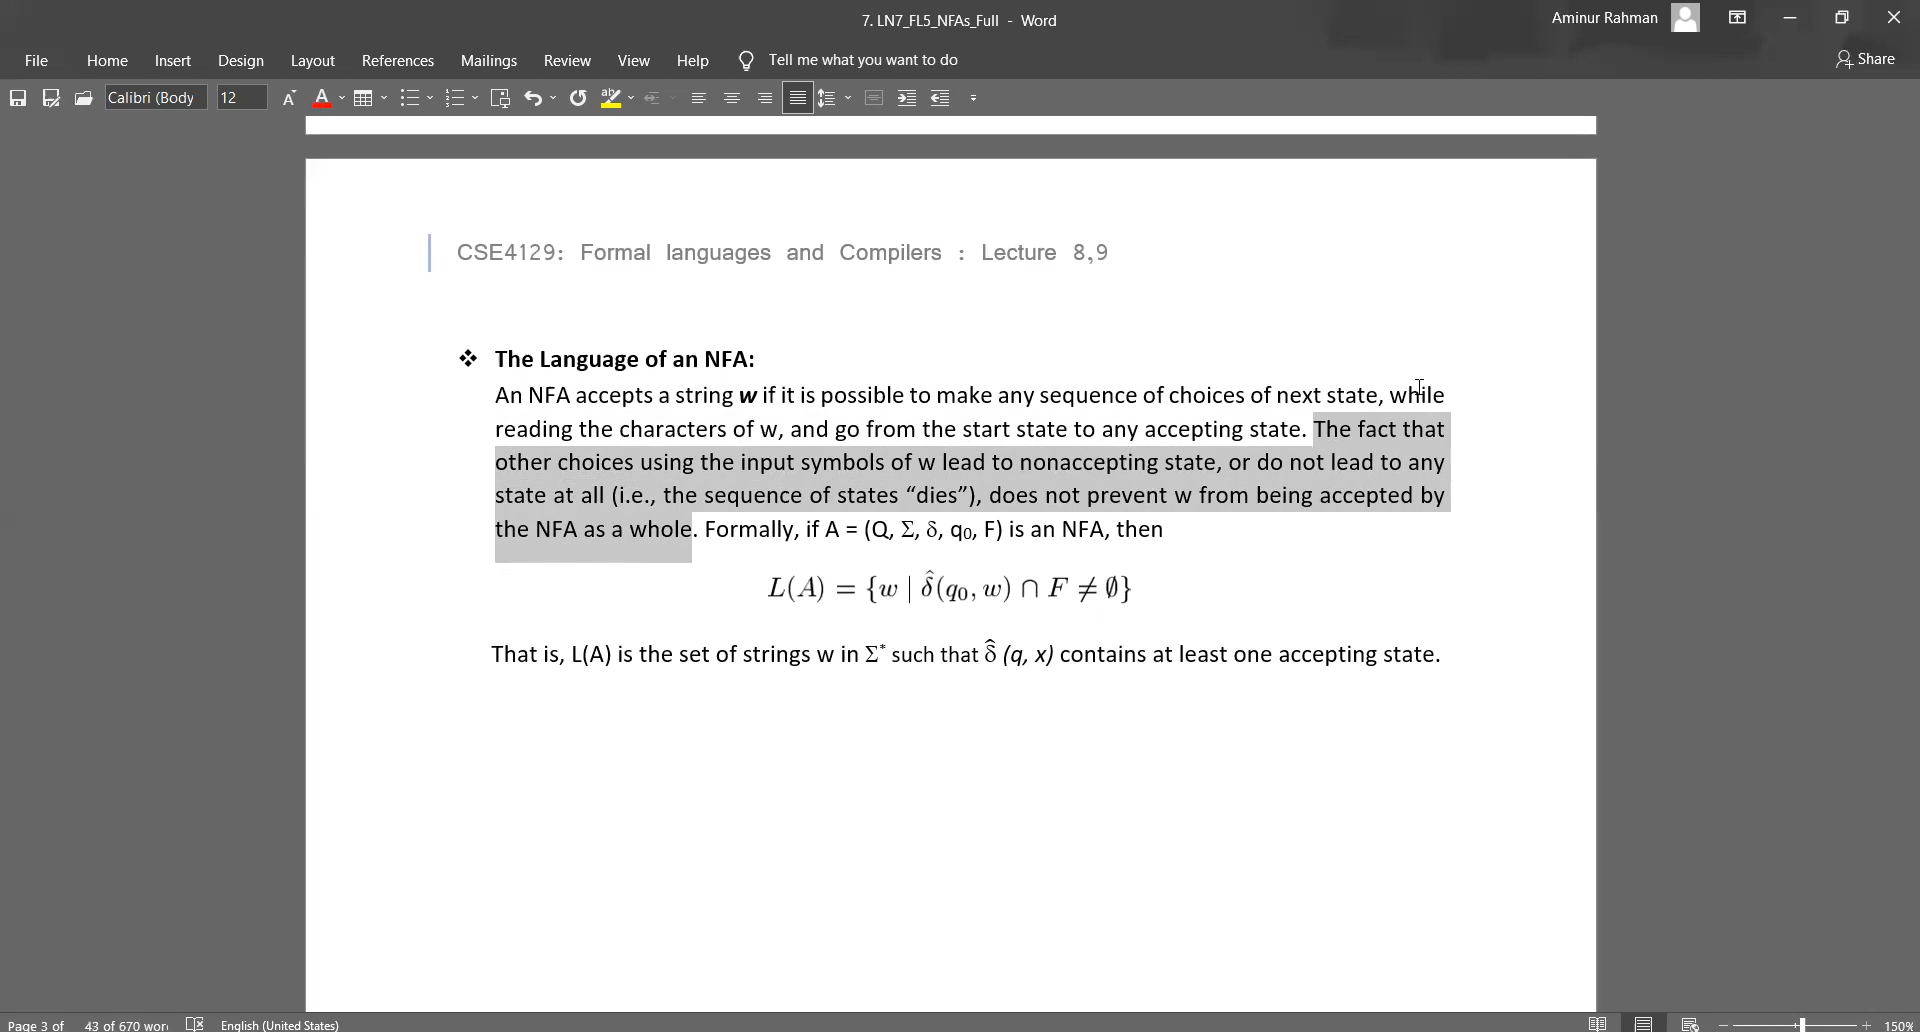 7. LN7_FL5_NFAs_Full - Word
Aminur Rahman
File Home Insert Design Layout References Mailings Review View Help Tell me what you want to do
Share
Calibri (Body 12
CSE4129: Formal languages and Compilers : Lecture 8,9
❖ The Language of an NFA:
An NFA accepts a string w if it is possible to make any sequence of choices of next state, while
reading the characters of w, and go from the start state to any accepting state. The fact that
other choices using the input symbols of w lead to nonaccepting state, or do not lead to any
state at all (i.e., the sequence of states “dies”), does not prevent w from being accepted by
the NFA as a whole. Formally, if A = (Q, Σ, δ, q₀, F) is an NFA, then
L(A) = {w | δ̂(q₀, w) ∩ F ≠ ∅}
That is, L(A) is the set of strings w in Σ* such that δ̂ (q, x) contains at least one accepting state.
Page 3 of 43 of 670 wor English (United States) 150%